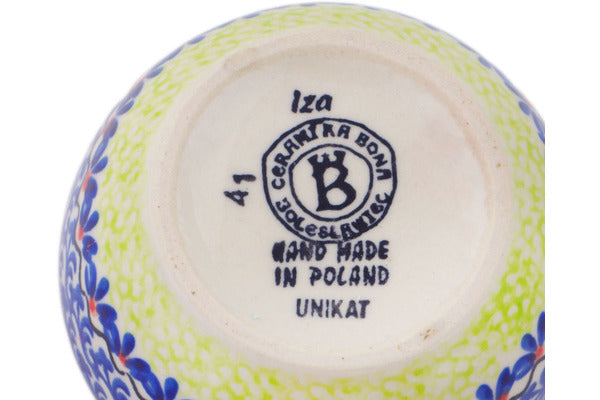 Iza
41
CERAMIKA BONA
B
BOLESŁAWIEC
HAND MADE
IN POLAND
UNIKAT